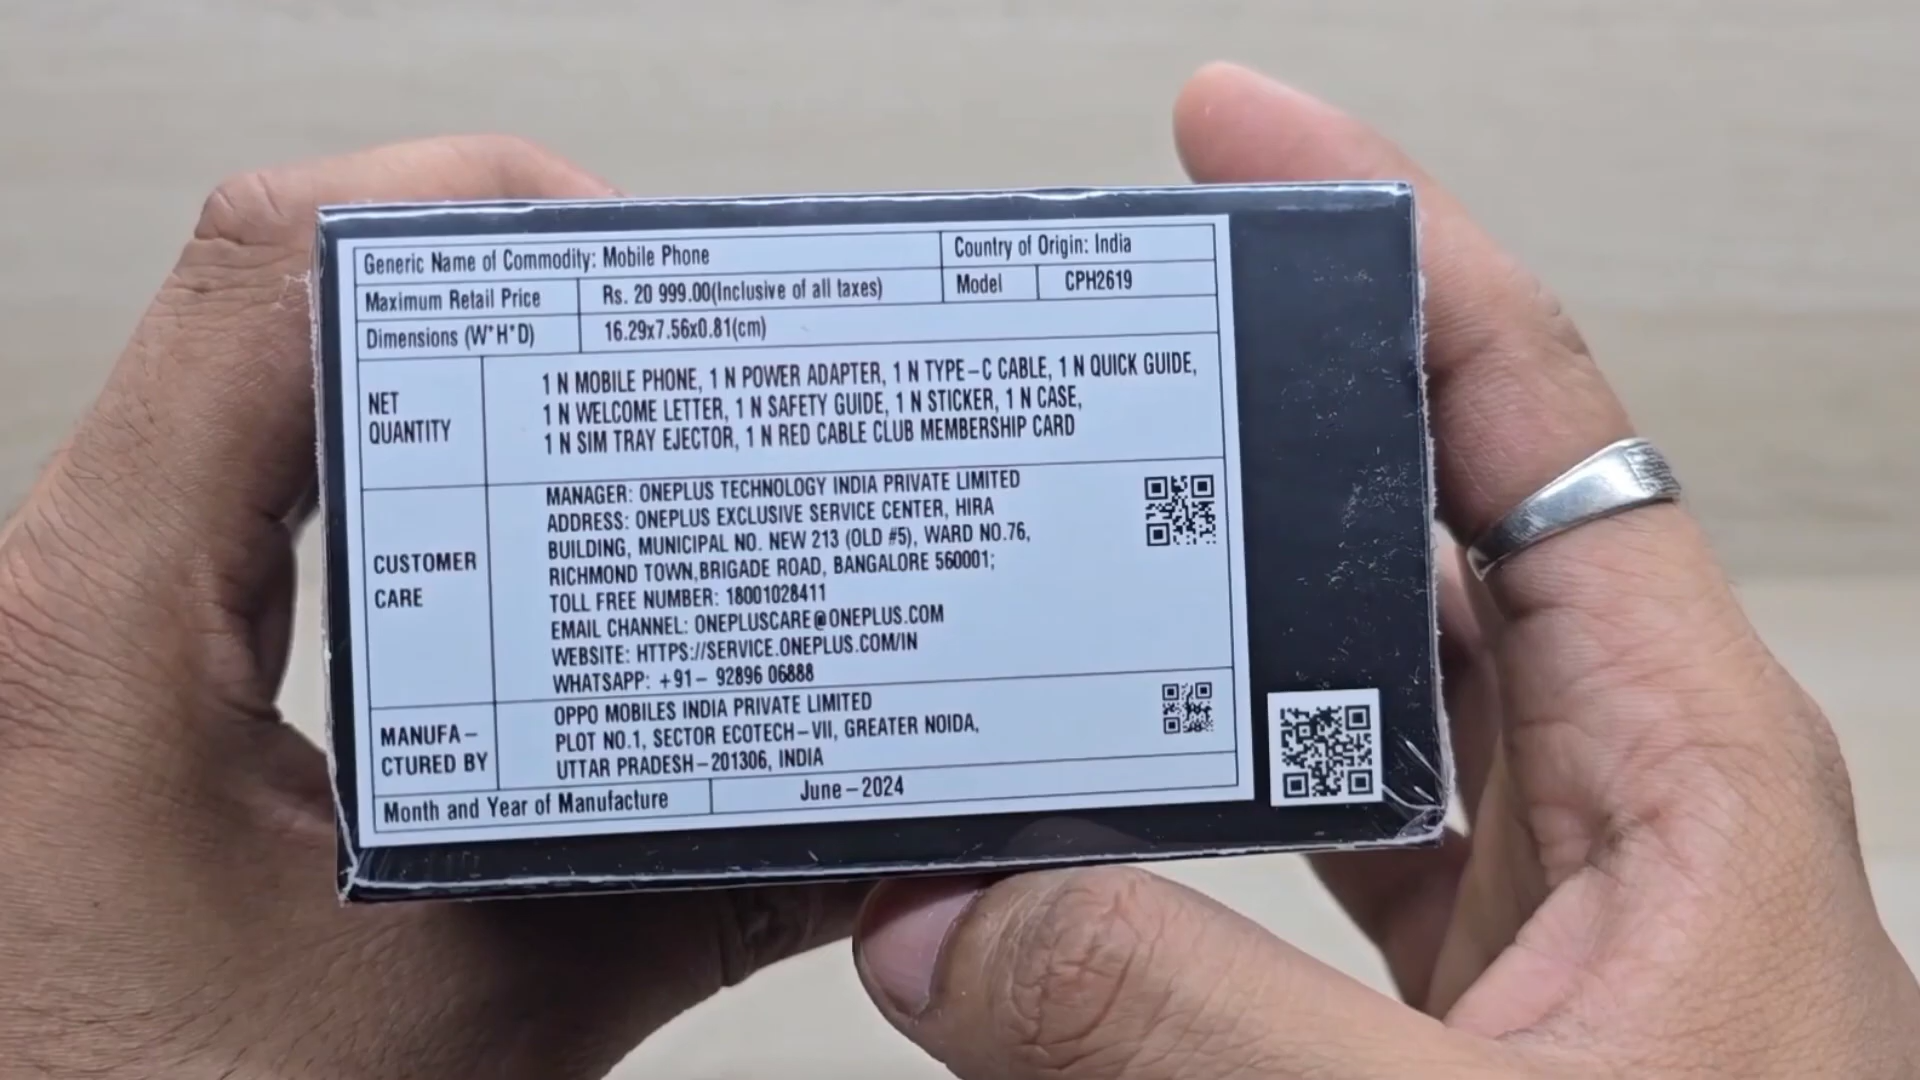 Generic Name of Commodity: Mobile Phone
Country of Origin: India
Maximum Retail Price
Rs. 20 999.00(Inclusive of all taxes)
Model
CPH2619
Dimensions (W*H*D)
16.29x7.56x0.81(cm)
NET
QUANTITY
1 N MOBILE PHONE, 1 N POWER ADAPTER, 1 N TYPE-C CABLE, 1 N QUICK GUIDE,
1 N WELCOME LETTER, 1 N SAFETY GUIDE, 1 N STICKER, 1 N CASE,
1 N SIM TRAY EJECTOR, 1 N RED CABLE CLUB MEMBERSHIP CARD
CUSTOMER
CARE
MANAGER: ONEPLUS TECHNOLOGY INDIA PRIVATE LIMITED
ADDRESS: ONEPLUS EXCLUSIVE SERVICE CENTER, HIRA
BUILDING, MUNICIPAL NO. NEW 213 (OLD #5), WARD NO.76,
RICHMOND TOWN,BRIGADE ROAD, BANGALORE 560001;
TOLL FREE NUMBER: 18001028411
EMAIL CHANNEL: ONEPLUSCARE@ONEPLUS.COM
WEBSITE: HTTPS://SERVICE.ONEPLUS.COM/IN
WHATSAPP: +91- 92896 06888
MANUFA-
CTURED BY
OPPO MOBILES INDIA PRIVATE LIMITED
PLOT NO.1, SECTOR ECOTECH-VII, GREATER NOIDA,
UTTAR PRADESH-201306, INDIA
Month and Year of Manufacture
June-2024